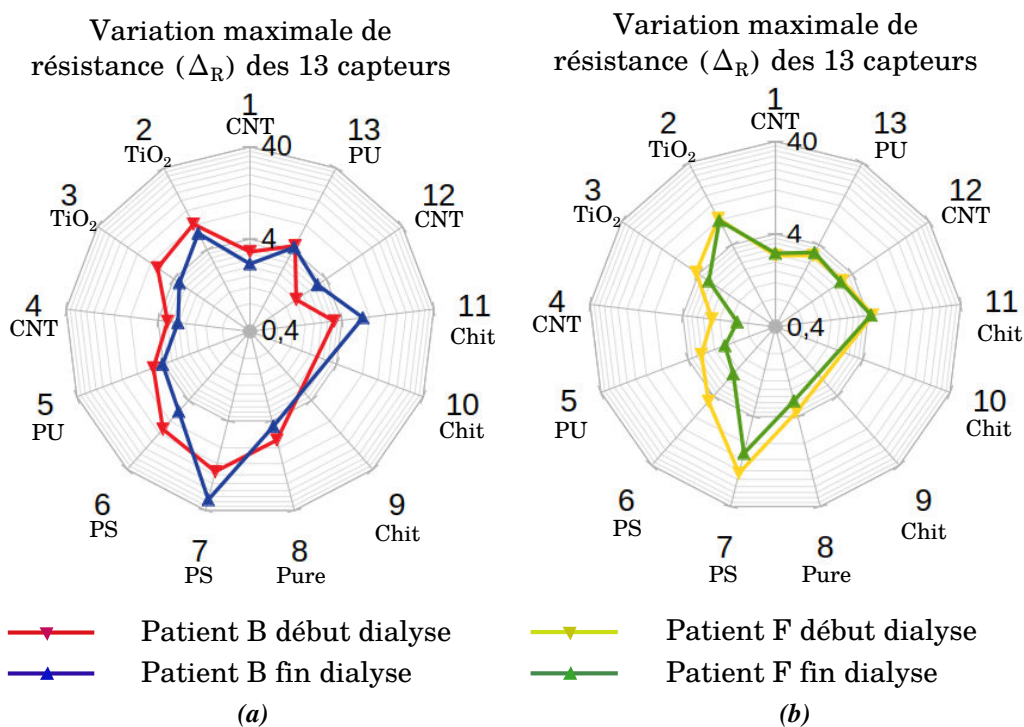 Variation maximale de
résistance (Δ_R) des 13 capteurs
1
CNT
13
PU
12
CNT
11
Chit
10
Chit
9
Chit
8
Pure
7
PS
6
PS
5
PU
4
CNT
3
TiO₂
2
TiO₂
40
4
0,4
Patient B début dialyse
Patient B fin dialyse
(a)
Variation maximale de
résistance (Δ_R) des 13 capteurs
1
CNT
13
PU
12
CNT
11
Chit
10
Chit
9
Chit
8
Pure
7
PS
6
PS
5
PU
4
CNT
3
TiO₂
2
TiO₂
40
4
0,4
Patient F début dialyse
Patient F fin dialyse
(b)